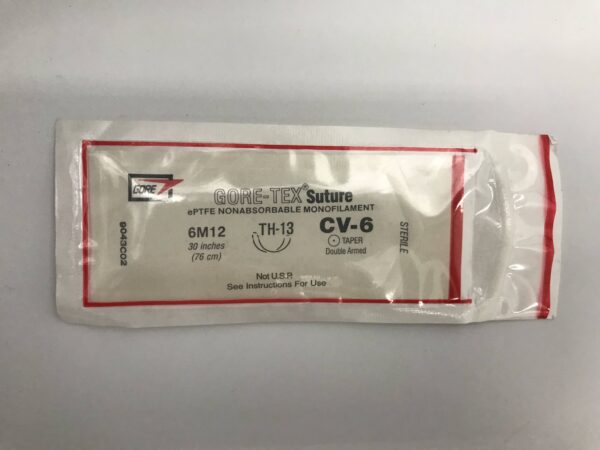 GORE
GORE-TEX® Suture
ePTFE NONABSORBABLE MONOFILAMENT
6M12
30 inches
(76 cm)
TH-13
CV-6
TAPER
Double Armed
Not U.S.P.
See Instructions For Use
STERILE
9043C02